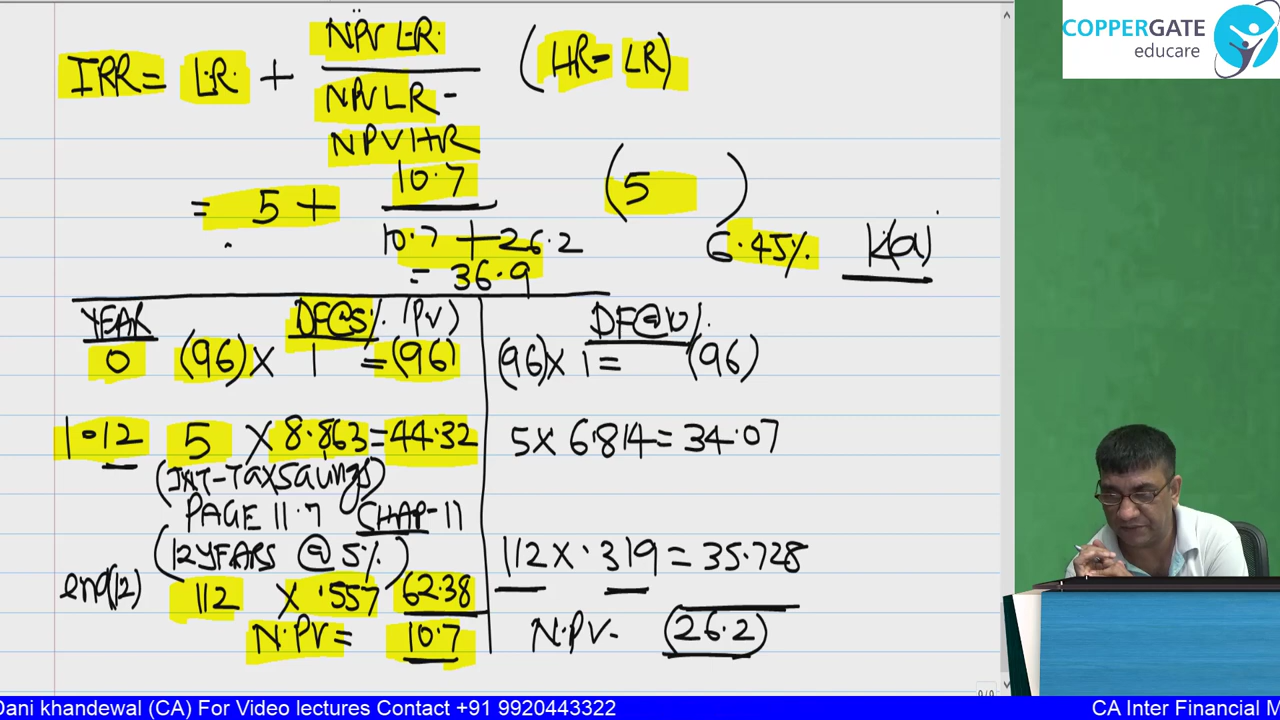 COPPERGATE
educare
IRR = L.R. + NPV L.R. / NPV LR - NPV HR (HR - LR)
= 5 + 10.7 / 10.7 + 26.2 (5)
= 36.9
6.45% K(d)
YEAR DF@5% (PV) DF@10%
0 (96) × 1 = (96) (96) × 1 = (96)
1-12 5 × 8.863 = 44.32 5 × 6.814 = 34.07
(INT-Tax savings)
PAGE 11.7 CHAP-11
(12 YEARS @ 5%)
end(12) 112 × .557 62.38 112 × .319 = 35.728
N.PV = 10.7 N.PV - (26.2)
Dani khandewal (CA) For Video lectures Contact +91 9920443322
CA Inter Financial M